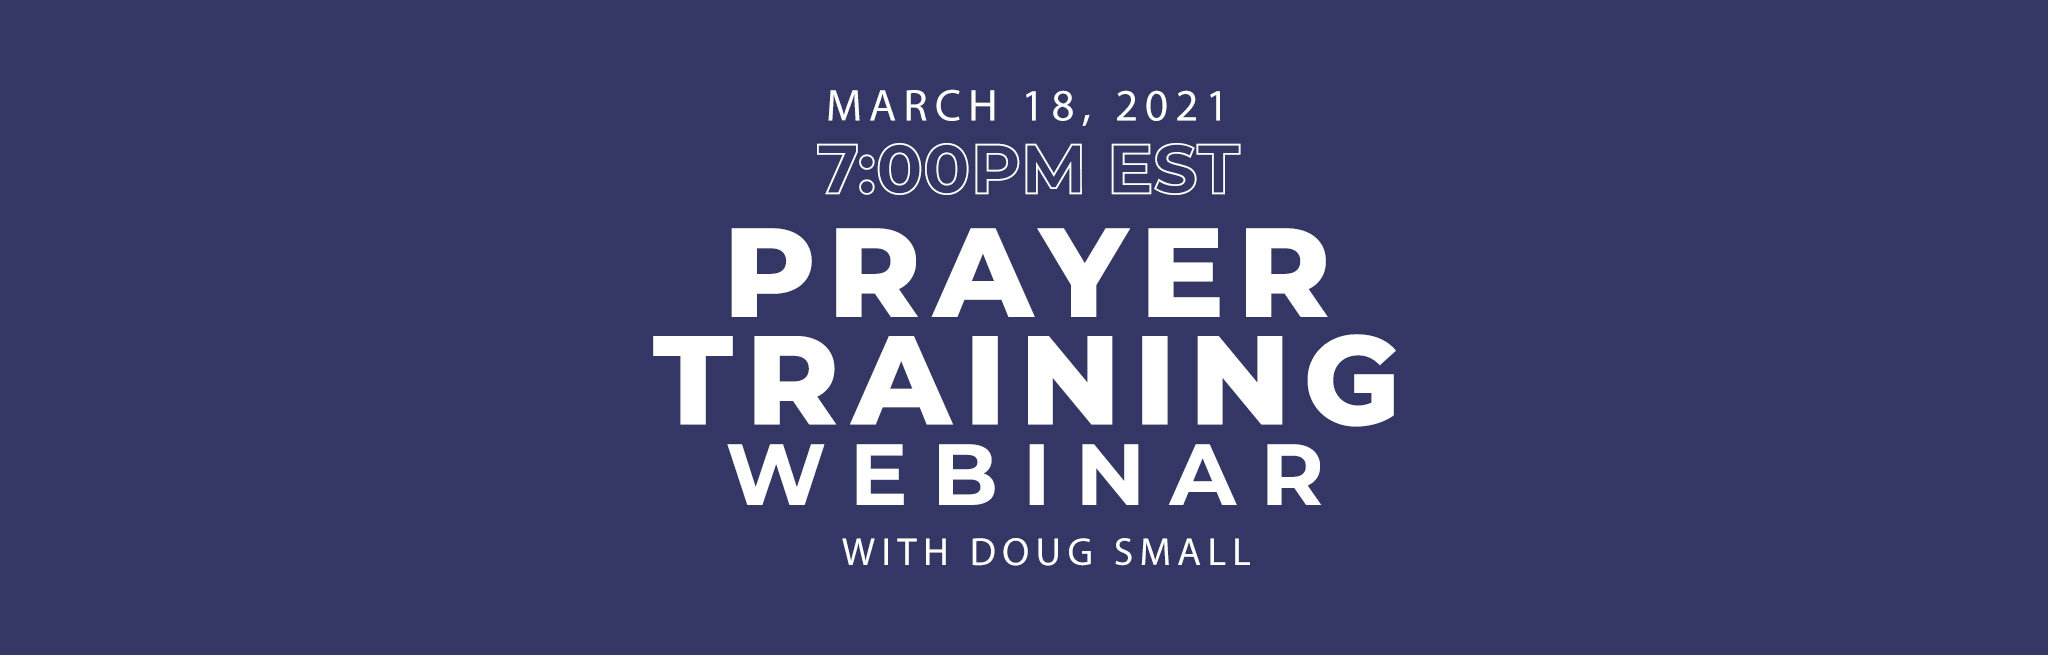 MARCH 18, 2021
7:00PM EST
PRAYER
TRAINING
WEBINAR
WITH DOUG SMALL